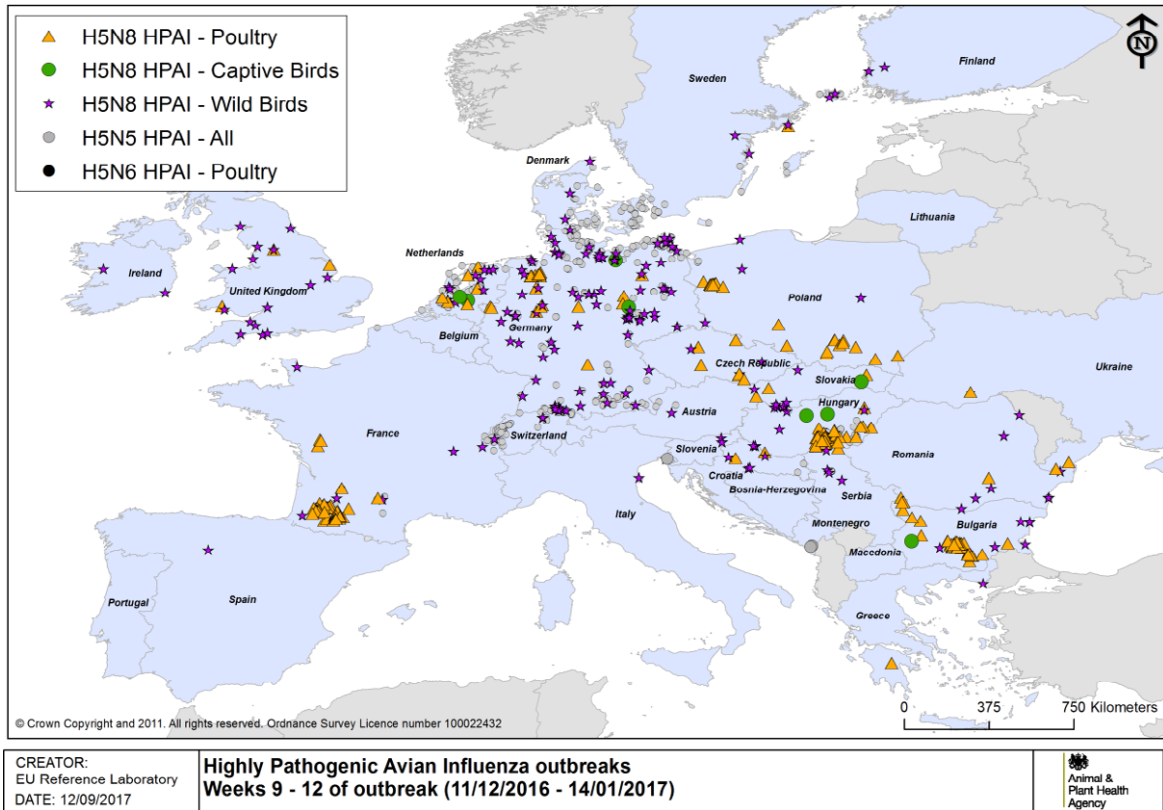 H5N8 HPAI - Poultry
H5N8 HPAI - Captive Birds
H5N8 HPAI - Wild Birds
H5N5 HPAI - All
H5N6 HPAI - Poultry
N
Finland
Sweden
Denmark
Lithuania
Netherlands
Ireland
United Kingdom
Poland
Belgium
Germany
Ukraine
Czech Republic
Slovakia
Hungary
Austria
France
Switzerland
Slovenia
Romania
Croatia
Bosnia-Herzegovina
Serbia
Italy
Montenegro
Bulgaria
Macedonia
Portugal
Spain
Greece
0 375 750 Kilometers
© Crown Copyright and 2011. All rights reserved. Ordnance Survey Licence number 100022432
CREATOR:
EU Reference Laboratory
DATE: 12/09/2017
Highly Pathogenic Avian Influenza outbreaks
Weeks 9 - 12 of outbreak (11/12/2016 - 14/01/2017)
Animal &
Plant Health
Agency